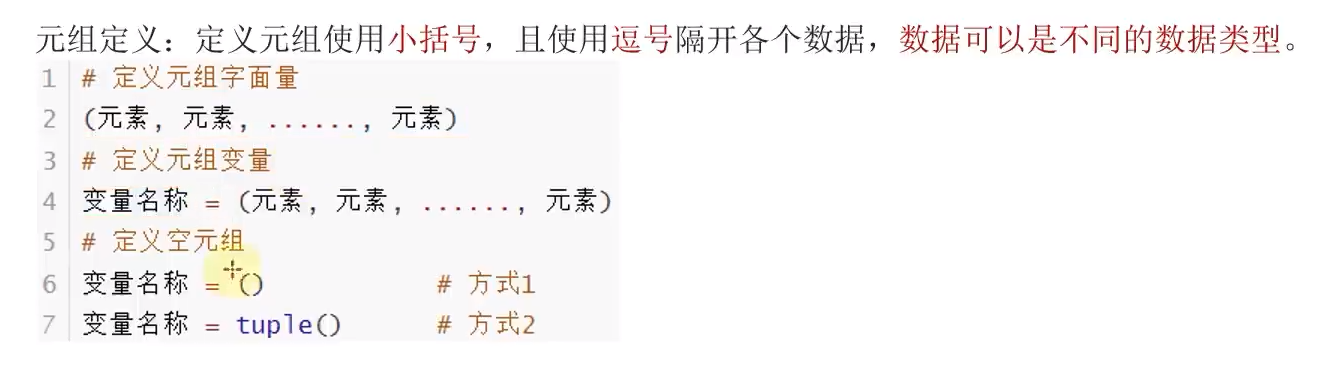 元组定义：定义元组使用小括号，且使用逗号隔开各个数据，数据可以是不同的数据类型。
1 # 定义元组字面量
2 (元素, 元素, ......, 元素)
3 # 定义元组变量
4 变量名称 = (元素, 元素, ......, 元素)
5 # 定义空元组
6 变量名称 = () # 方式1
7 变量名称 = tuple() # 方式2